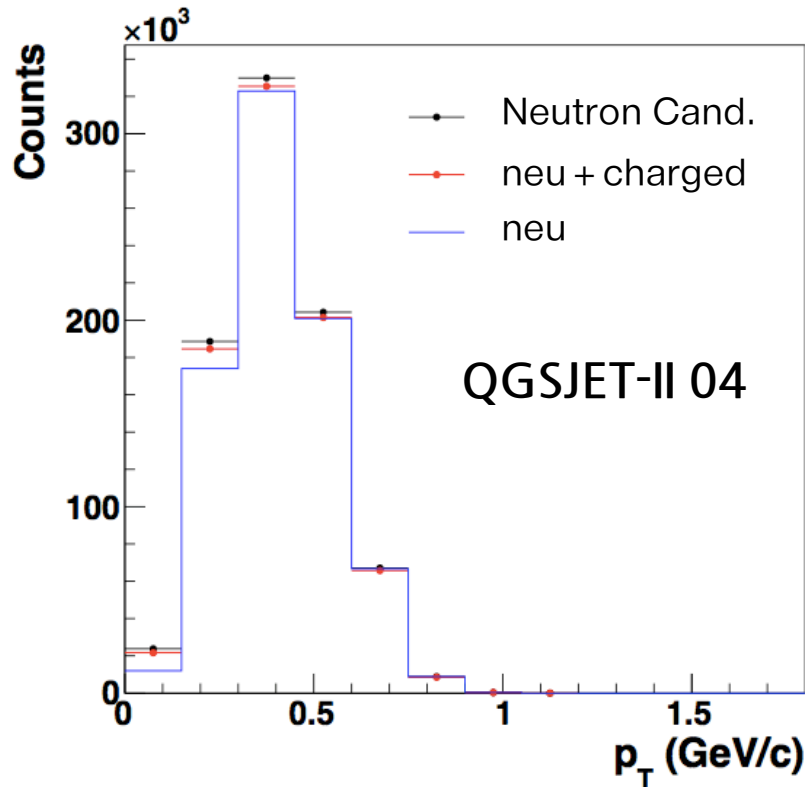 ×10³
Counts
300
200
100
0
Neutron Cand.
neu + charged
neu
QGSJET-II 04
0
0.5
1
1.5
p_T (GeV/c)